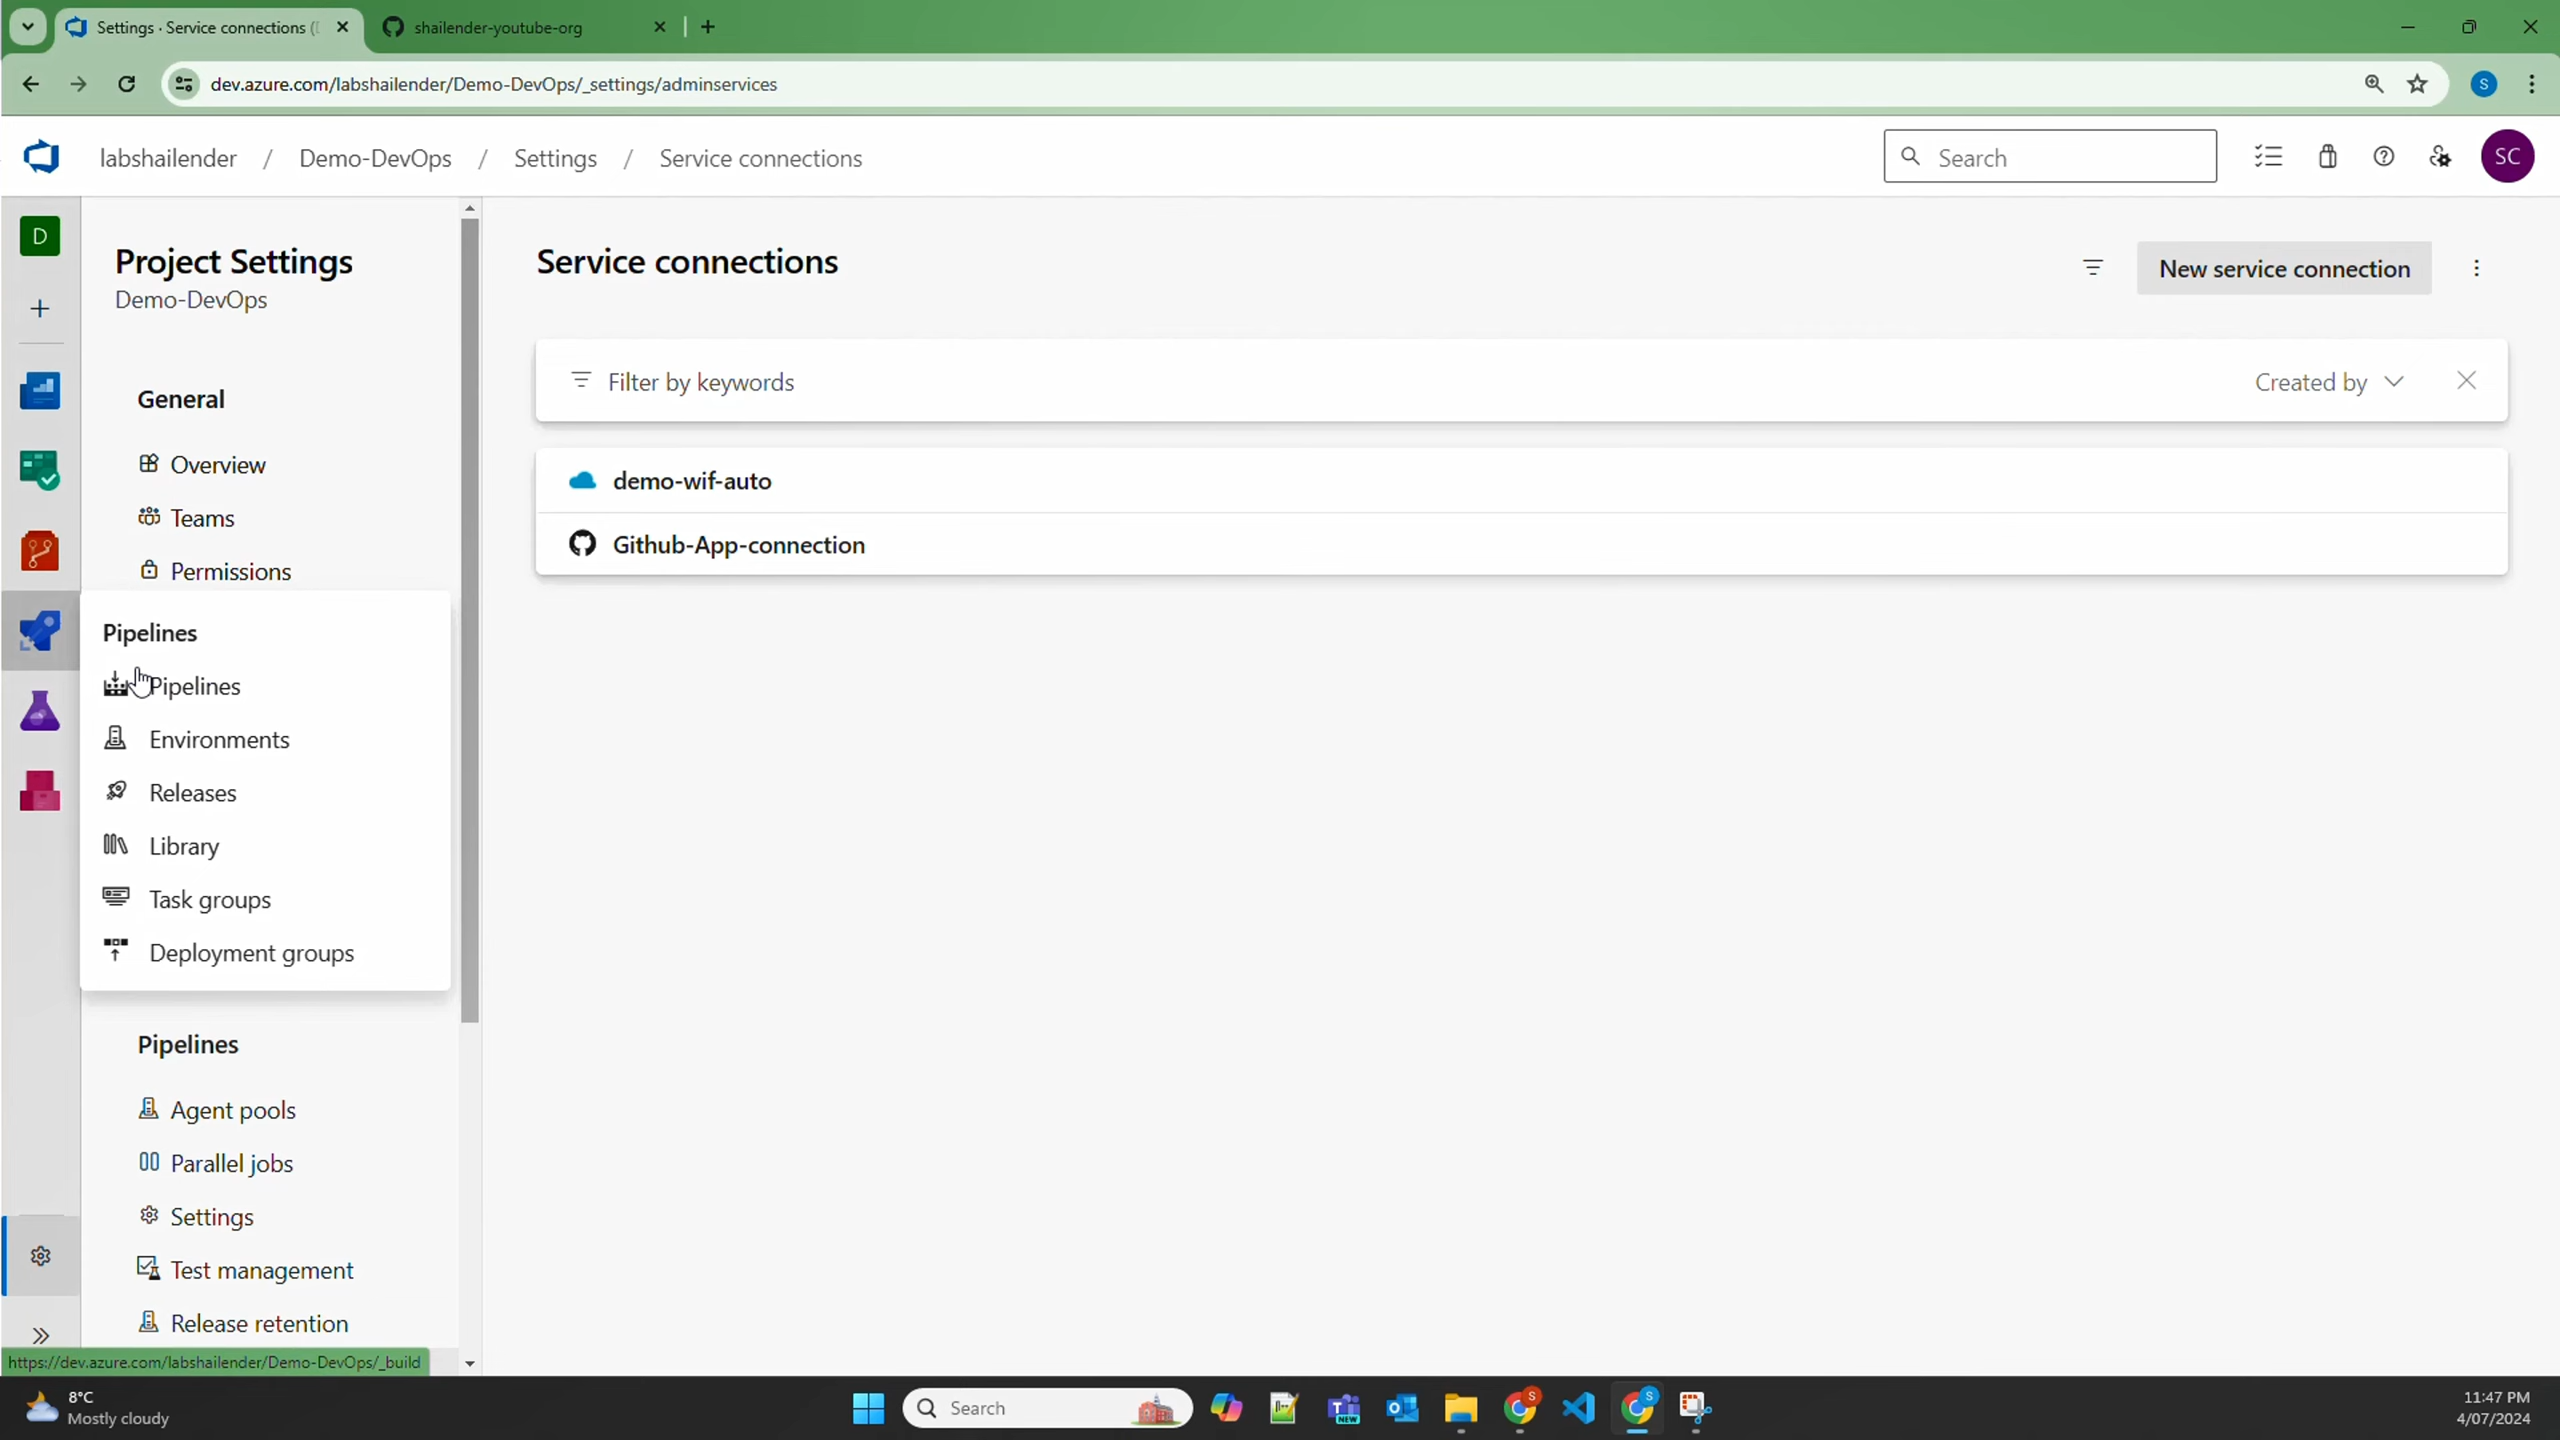 Settings · Service connections (
shailender-youtube-org
dev.azure.com/labshailender/Demo-DevOps/_settings/adminservices
S
labshailender / Demo-DevOps / Settings / Service connections
Search
SC
D
Project Settings
Demo-DevOps
General
Overview
Teams
Permissions
Pipelines
Pipelines
Environments
Releases
Library
Task groups
Deployment groups
Pipelines
Agent pools
Parallel jobs
Settings
Test management
Release retention
https://dev.azure.com/labshailender/Demo-DevOps/_build
Service connections
New service connection
Filter by keywords
Created by
demo-wif-auto
Github-App-connection
8°C
Mostly cloudy
Search
NEW
S
S
11:47 PM
4/07/2024